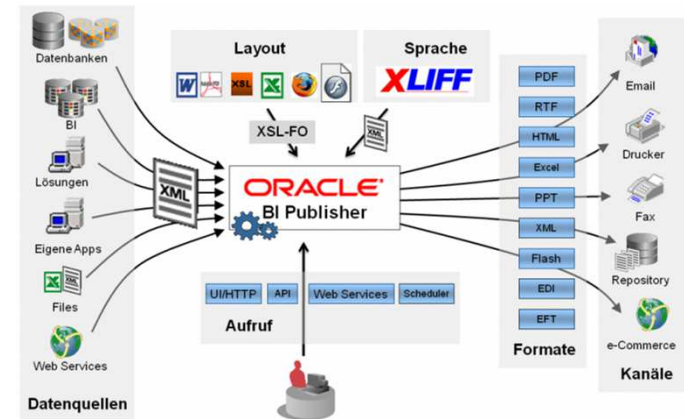 Datenbanken
BI
Lösungen
Eigene Apps
Files
Web Services
Datenquellen
XML
Layout
W
XSL
XSL-FO
Sprache
XLIFF
XML
ORACLE
BI Publisher
UI/HTTP
API
Web Services
Scheduler
Aufruf
PDF
RTF
HTML
Excel
PPT
XML
Flash
EDI
EFT
Formate
Email
Drucker
Fax
Repository
e-Commerce
Kanäle